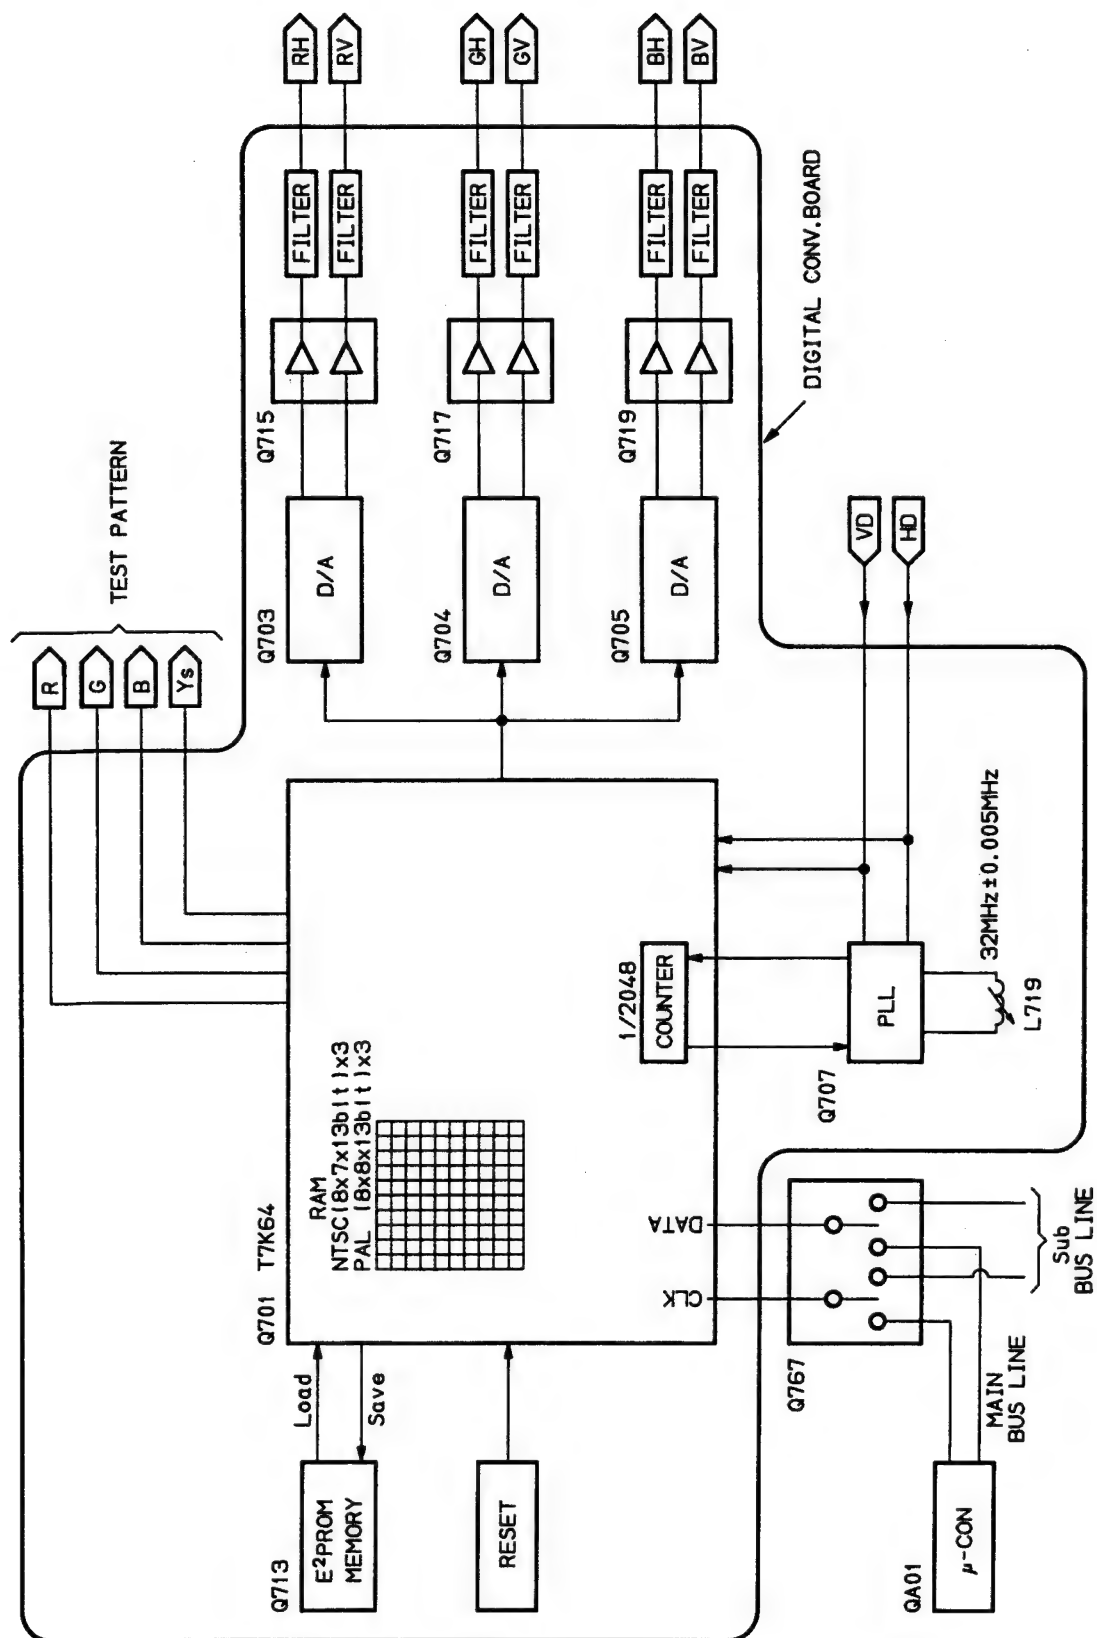 TEST PATTERN
R
G
B
Ys
RH
RV
GH
GV
BH
BV
FILTER
FILTER
FILTER
FILTER
FILTER
FILTER
Q715
Q717
Q719
DIGITAL CONV.BOARD
Q703
D/A
Q704
D/A
Q705
D/A
VD
HD
Q701 T7K64
RAM
NTSC(8x7x13bit)x3
PAL (8x8x13bit)x3
1/2048
COUNTER
Q707
PLL
32MHz±0.005MHz
L719
Q713
E²PROM
MEMORY
Load
Save
RESET
CLK
DATA
Q767
MAIN
BUS LINE
Sub
BUS LINE
QA01
μ-CON